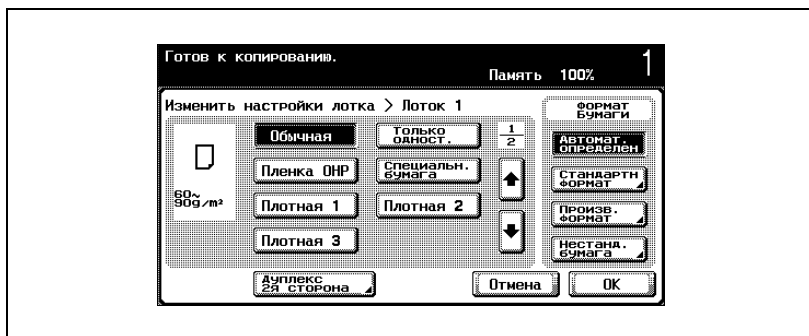 Готов к копированию.
Память 100% 1
Изменить настройки лотка > Лоток 1
Формат
Бумаги
Обычная
Только
одност.
1
2
Автомат.
определен
Пленка OHP
Специальн.
бумага
Стандартн
формат
60~
90g/m²
Плотная 1
Плотная 2
Произв.
формат
Плотная 3
Нестанд.
бумага
Дуплекс
2я сторона
Отмена
OK